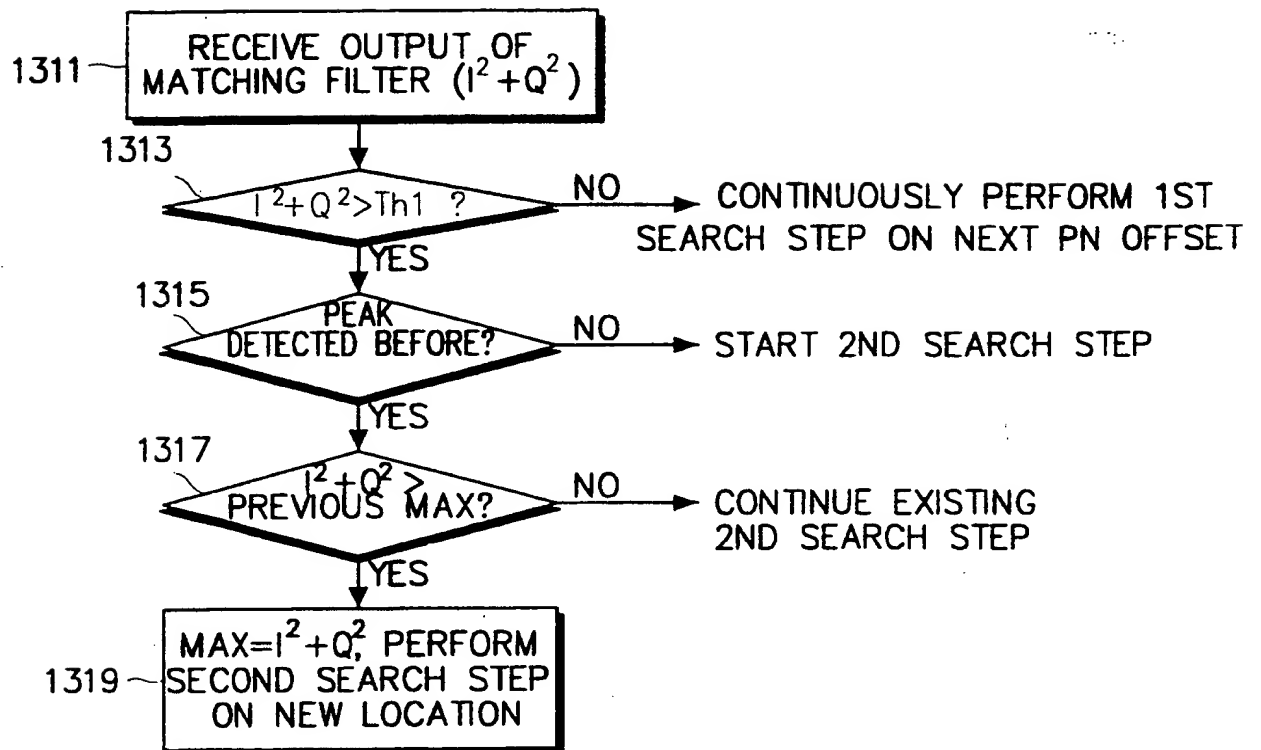 1311
RECEIVE OUTPUT OF
MATCHING FILTER (I²+Q²)
1313
I²+Q²>Th1 ?
NO
CONTINUOUSLY PERFORM 1ST
SEARCH STEP ON NEXT PN OFFSET
YES
1315
PEAK
DETECTED BEFORE?
NO
START 2ND SEARCH STEP
YES
1317
I²+Q² >
PREVIOUS MAX?
NO
CONTINUE EXISTING
2ND SEARCH STEP
YES
1319
MAX=I²+Q², PERFORM
SECOND SEARCH STEP
ON NEW LOCATION